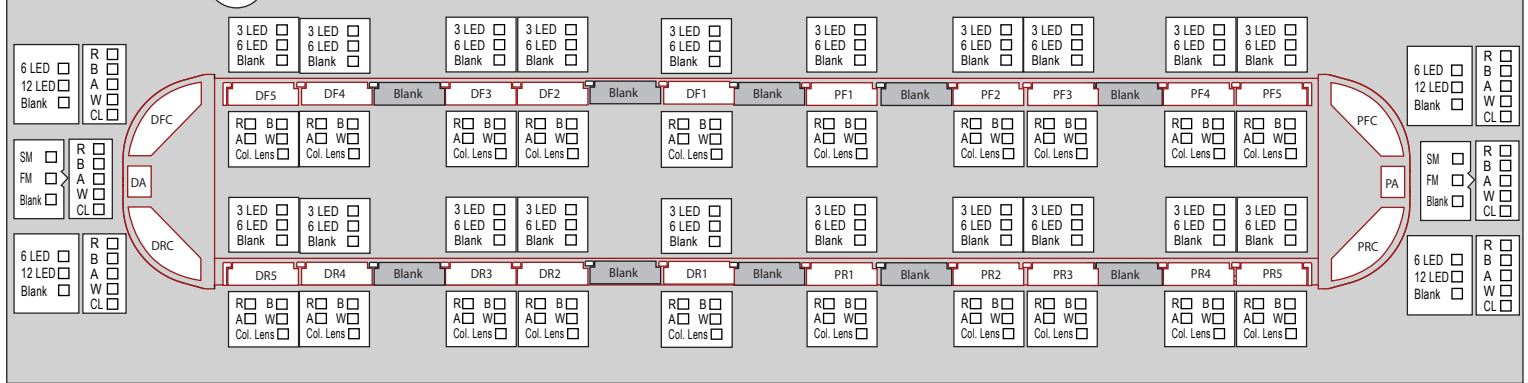 3 LED 3 LED 3 LED 3 LED 3 LED 3 LED 3 LED 3 LED 3 LED 3 LED
6 LED 6 LED 6 LED 6 LED 6 LED 6 LED 6 LED 6 LED 6 LED 6 LED
Blank Blank Blank Blank Blank Blank Blank Blank Blank Blank
6 LED
12 LED
Blank
R
B
A
W
CL
DFC
DF5 DF4 Blank DF3 DF2 Blank DF1 Blank PF1 Blank PF2 PF3 Blank PF4 PF5
PFC
6 LED
12 LED
Blank
R
B
A
W
CL
R B R B R B R B R B R B R B R B R B R B
A W A W A W A W A W A W A W A W A W A W
Col. Lens Col. Lens Col. Lens Col. Lens Col. Lens Col. Lens Col. Lens Col. Lens Col. Lens Col. Lens
SM
FM
Blank
R
B
A
W
CL
DA
PA
SM
FM
Blank
R
B
A
W
CL
3 LED 3 LED 3 LED 3 LED 3 LED 3 LED 3 LED 3 LED 3 LED 3 LED
6 LED 6 LED 6 LED 6 LED 6 LED 6 LED 6 LED 6 LED 6 LED 6 LED
Blank Blank Blank Blank Blank Blank Blank Blank Blank Blank
6 LED
12 LED
Blank
R
B
A
W
CL
DRC
DR5 DR4 Blank DR3 DR2 Blank DR1 Blank PR1 Blank PR2 PR3 Blank PR4 PR5
PRC
6 LED
12 LED
Blank
R
B
A
W
CL
R B R B R B R B R B R B R B R B R B R B
A W A W A W A W A W A W A W A W A W A W
Col. Lens Col. Lens Col. Lens Col. Lens Col. Lens Col. Lens Col. Lens Col. Lens Col. Lens Col. Lens